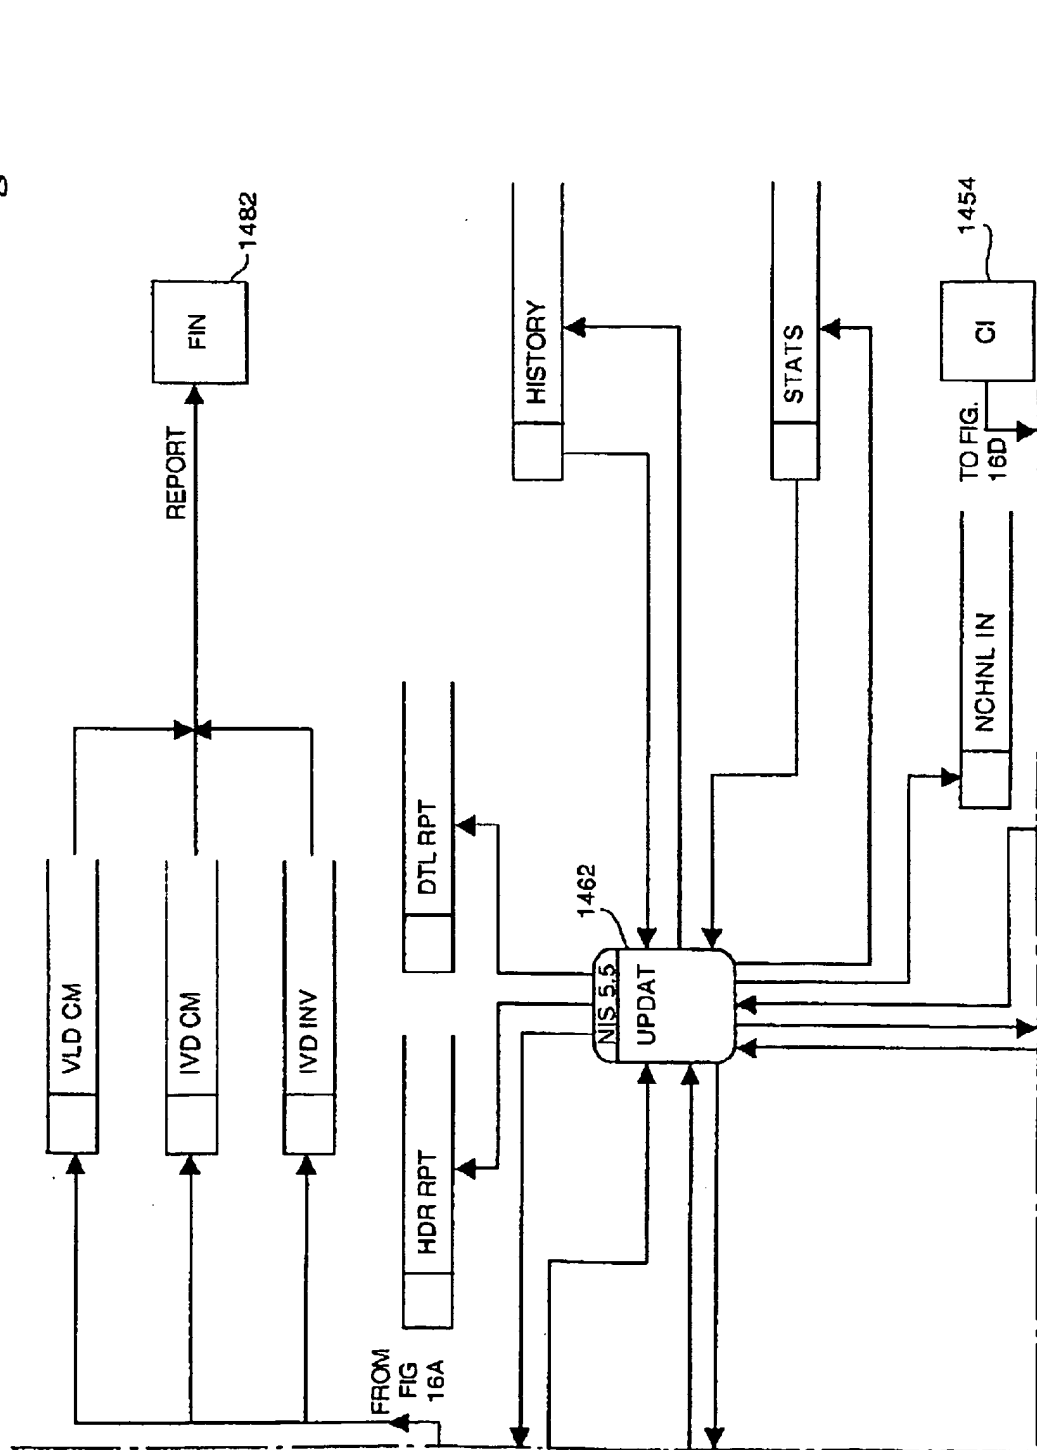 FIN
1482
REPORT
VLD CM
IVD CM
IVD INV
FROM
FIG
16A
HDR RPT
DTL RPT
HISTORY
STATS
1462
NIS 5.5
UPDAT
NCHNL IN
TO FIG.
16D
CI
1454